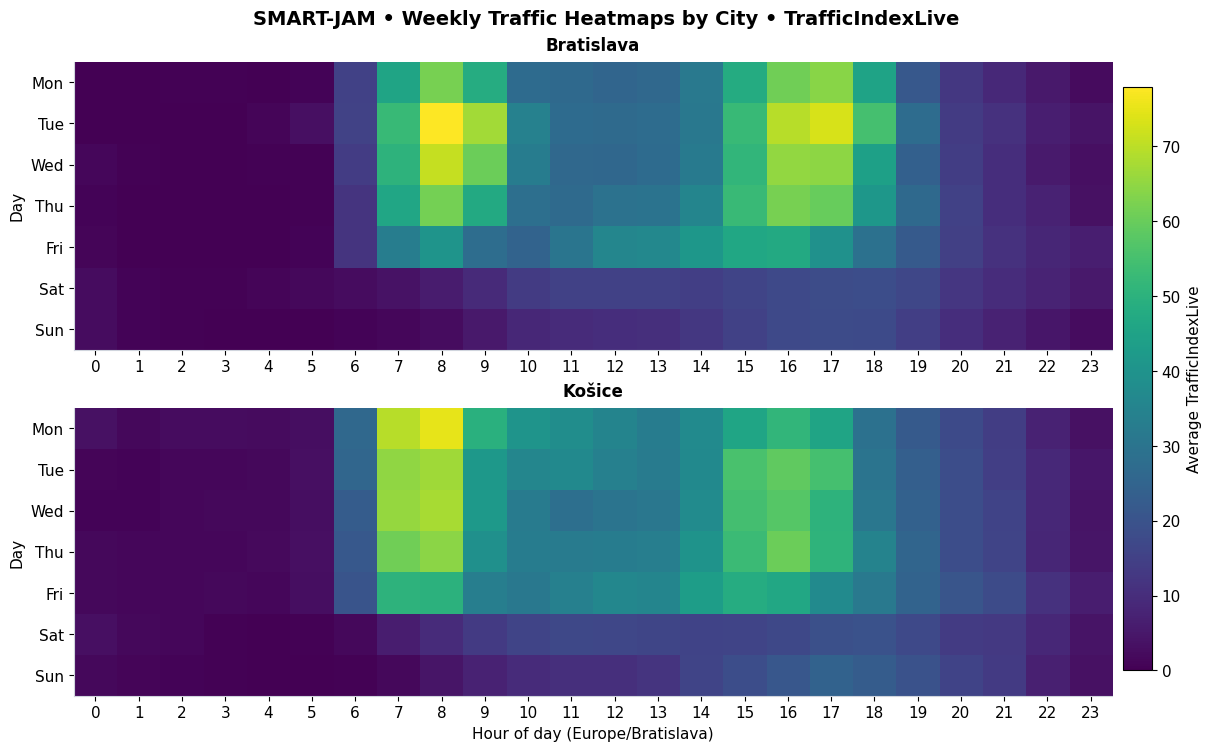 SMART-JAM • Weekly Traffic Heatmaps by City • TrafficIndexLive
Bratislava
Day
Mon
Tue
Wed
Thu
Fri
Sat
Sun
0 1 2 3 4 5 6 7 8 9 10 11 12 13 14 15 16 17 18 19 20 21 22 23
Košice
Day
Mon
Tue
Wed
Thu
Fri
Sat
Sun
0 1 2 3 4 5 6 7 8 9 10 11 12 13 14 15 16 17 18 19 20 21 22 23
Hour of day (Europe/Bratislava)
70
60
50
40
30
20
10
0
Average TrafficIndexLive